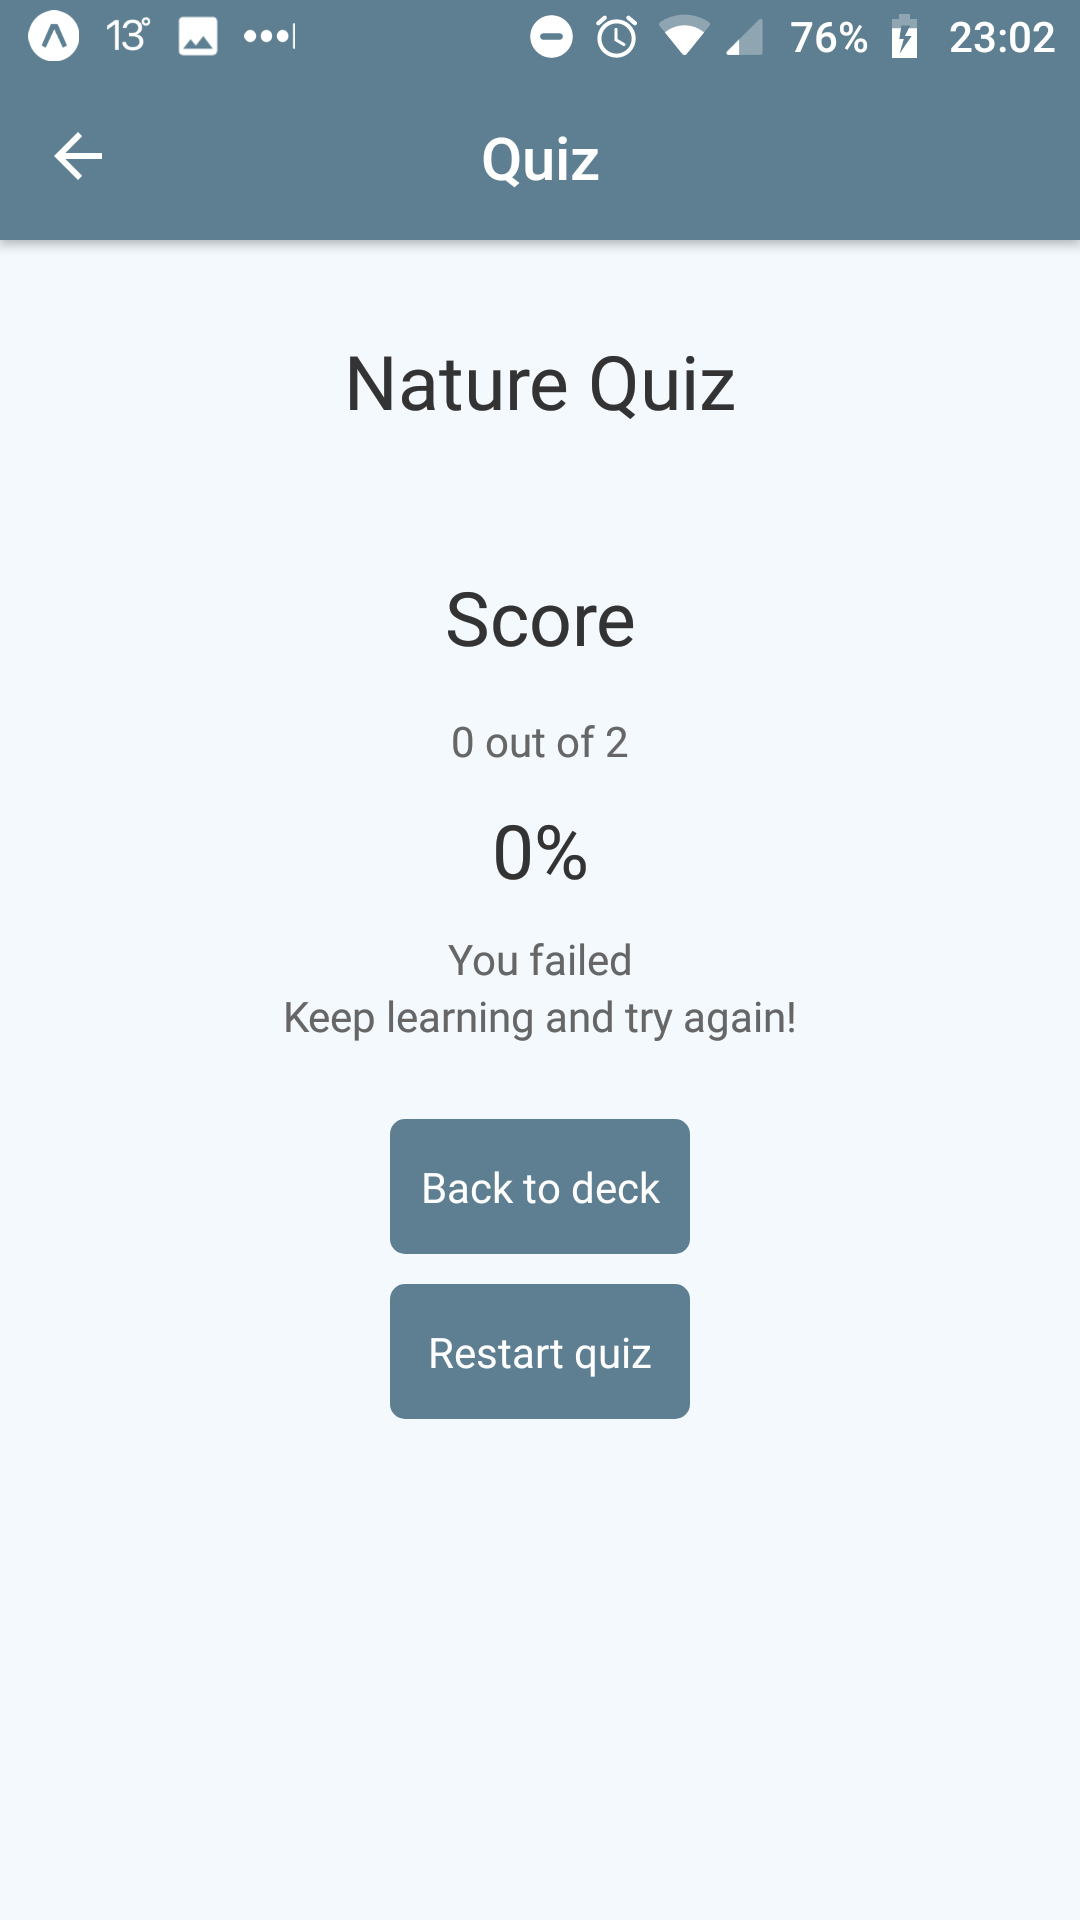 13° 76% 23:02
Quiz
Nature Quiz
Score
0 out of 2
0%
You failed
Keep learning and try again!
Back to deck
Restart quiz